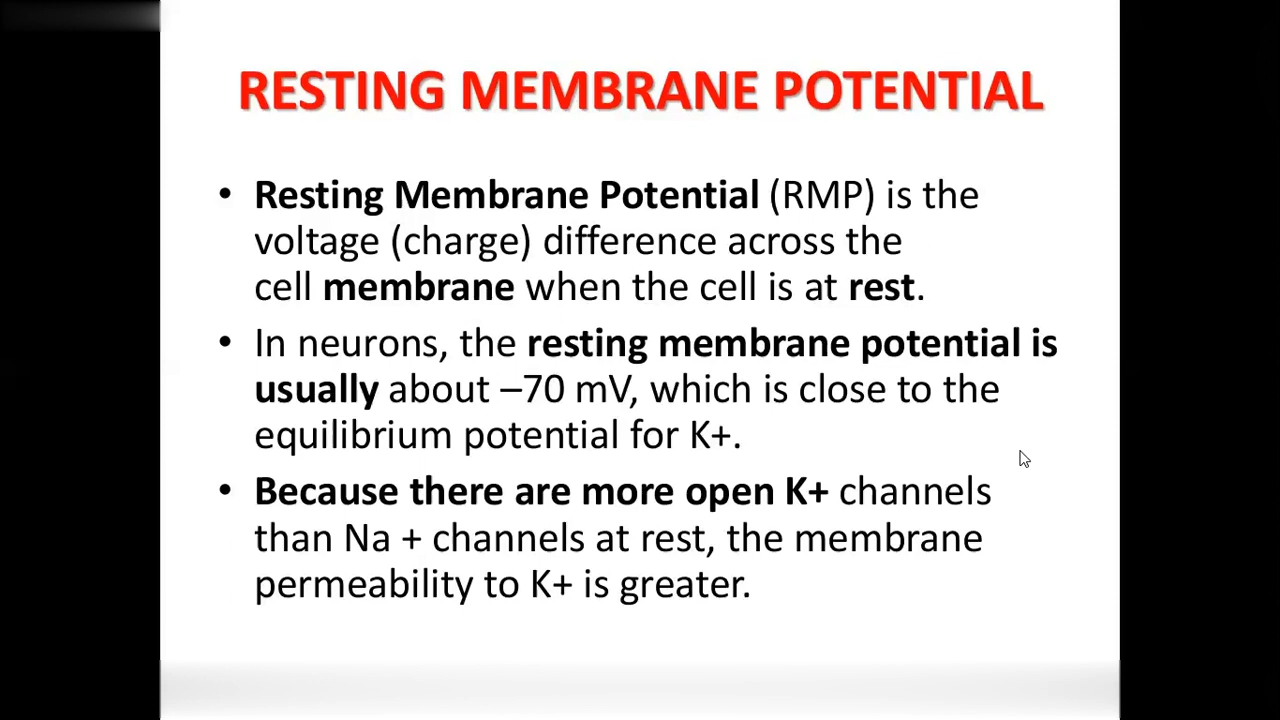 RESTING MEMBRANE POTENTIAL
• Resting Membrane Potential (RMP) is the
voltage (charge) difference across the
cell membrane when the cell is at rest.
• In neurons, the resting membrane potential is
usually about –70 mV, which is close to the
equilibrium potential for K+.
• Because there are more open K+ channels
than Na + channels at rest, the membrane
permeability to K+ is greater.